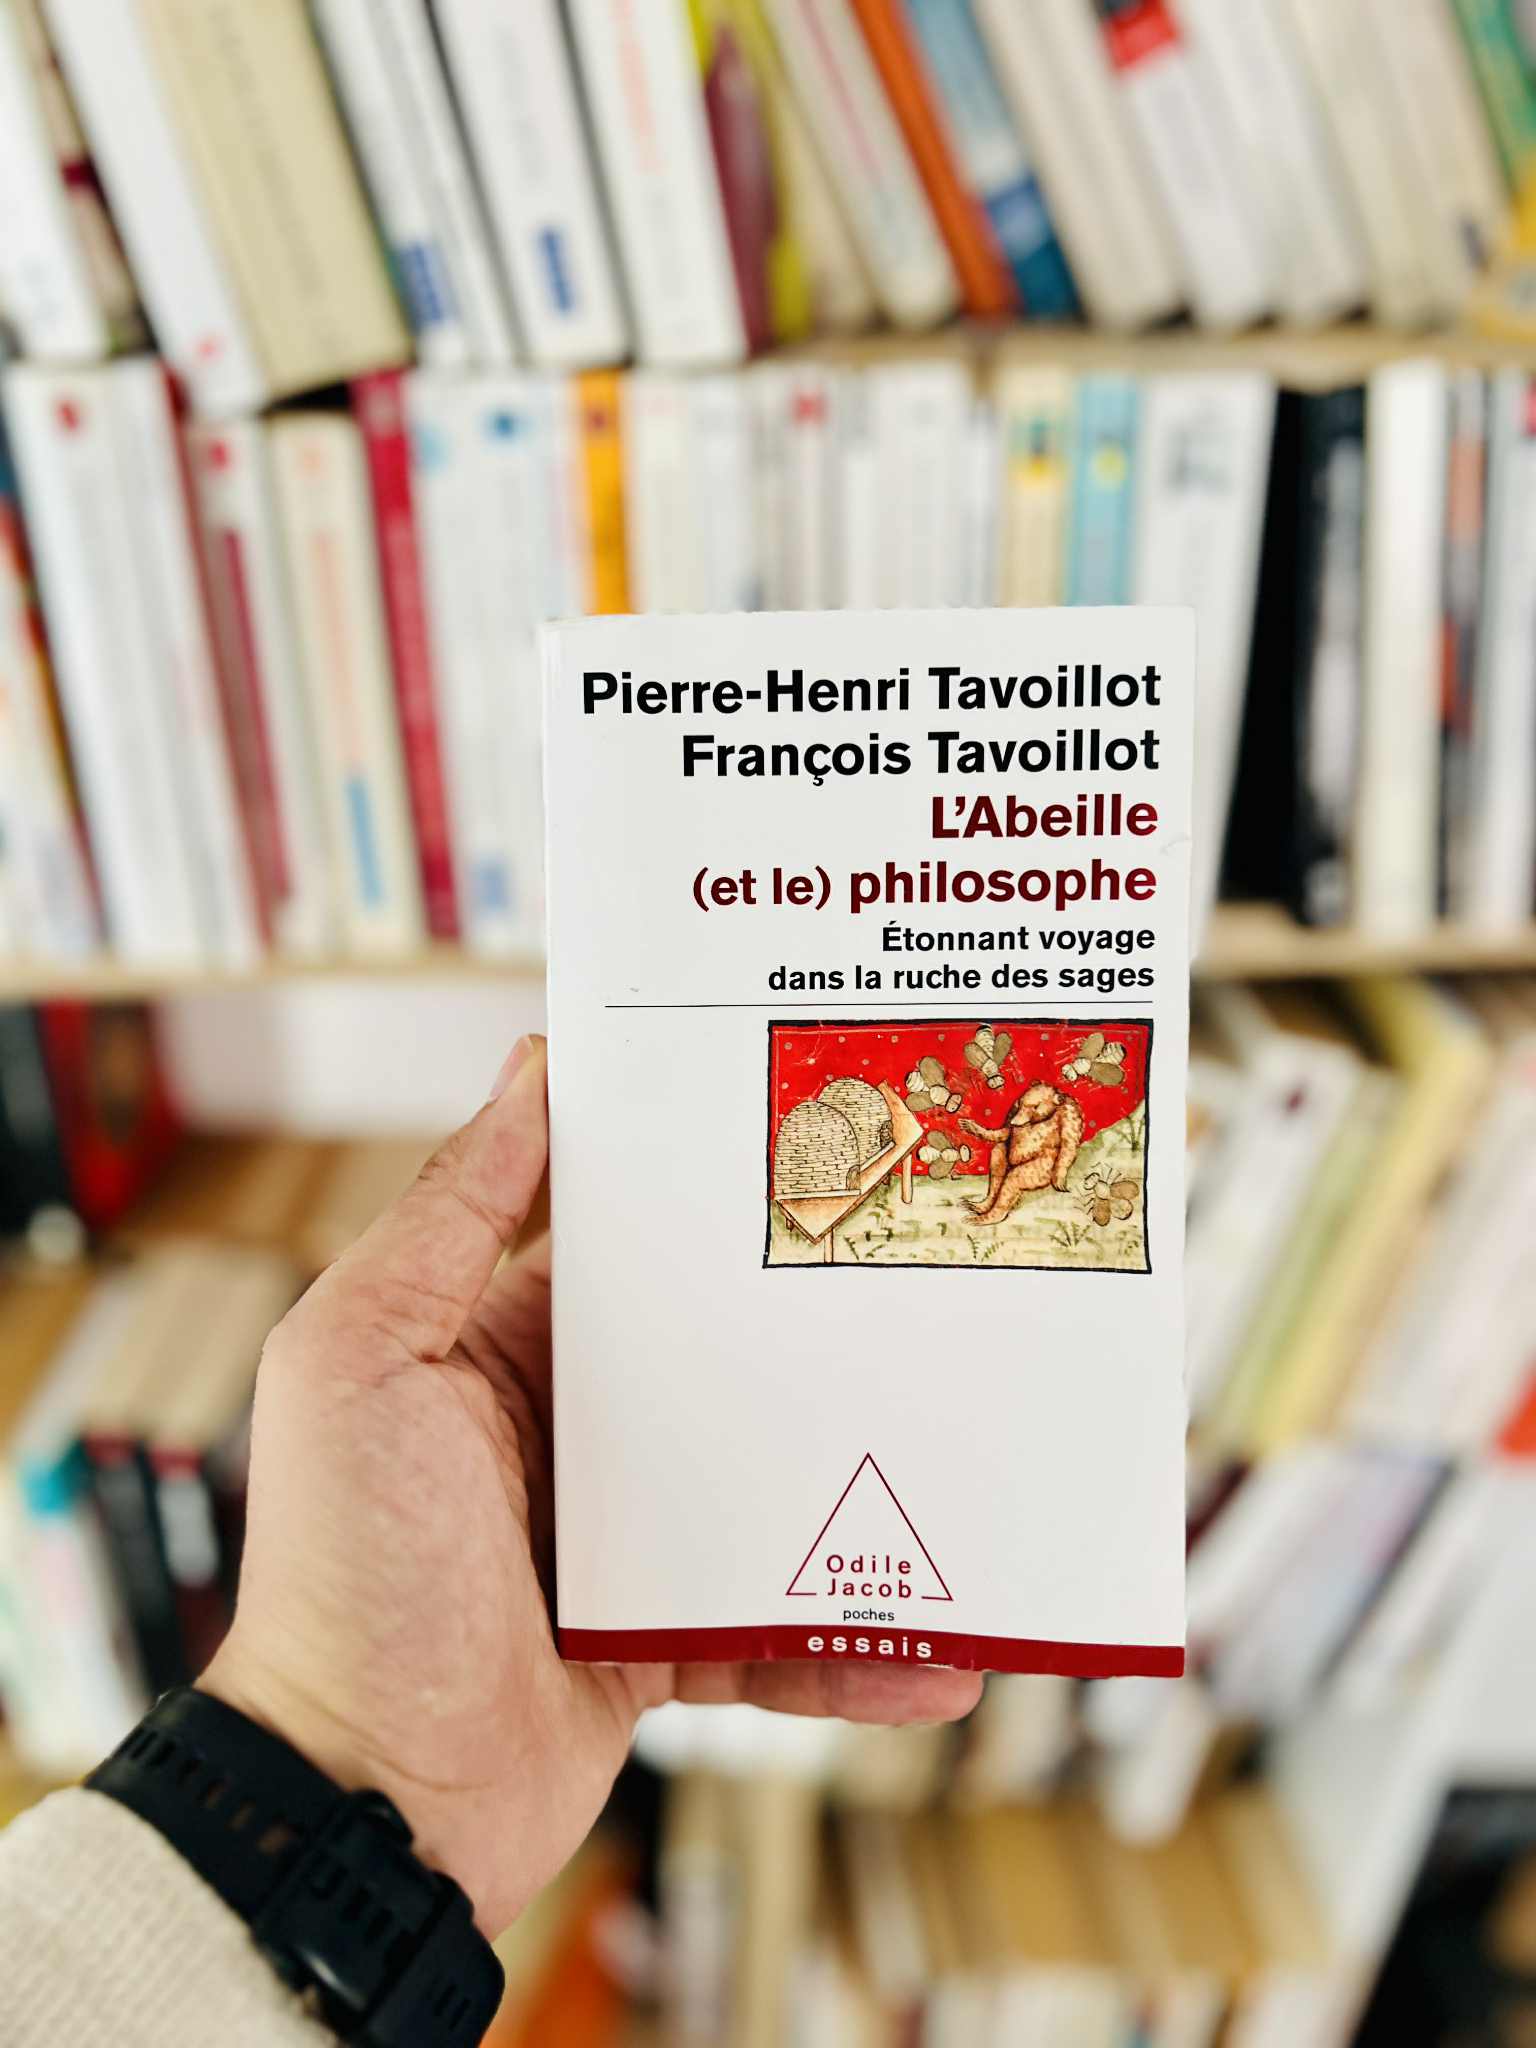 Pierre-Henri Tavoillot
François Tavoillot
L’Abeille
(et le) philosophe
Étonnant voyage
dans la ruche des sages
Odile
Jacob
poches
essais